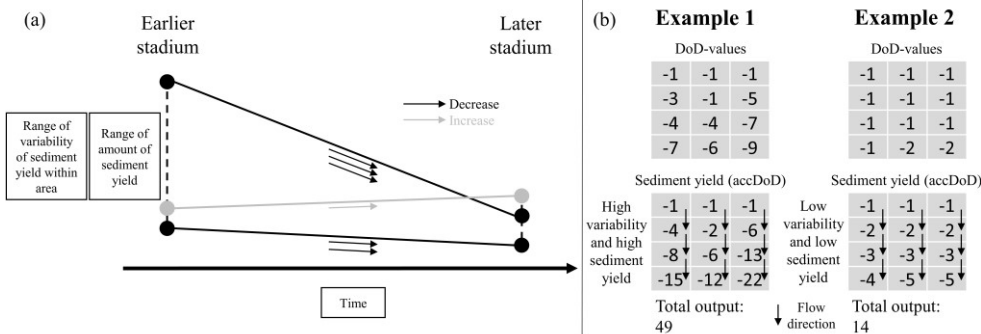 (a)
Earlier
stadium
Later
stadium
Decrease
Increase
Range of
variability
of sediment
yield within
area
Range of
amount of
sediment
yield
Time
(b)
Example 1
DoD-values
-1 -1 -1
-3 -1 -5
-4 -4 -7
-7 -6 -9
Sediment yield (accDoD)
High
variability
and high
sediment
yield
-1 -1 -1
-4 -2 -6
-8 -6 -13
-15 -12 -22
Total output:
49
Flow
direction
Example 2
DoD-values
-1 -1 -1
-1 -1 -1
-1 -1 -1
-1 -2 -2
Sediment yield (accDoD)
Low
variability
and low
sediment
yield
-1 -1 -1
-2 -2 -2
-3 -3 -3
-4 -5 -5
Total output:
14